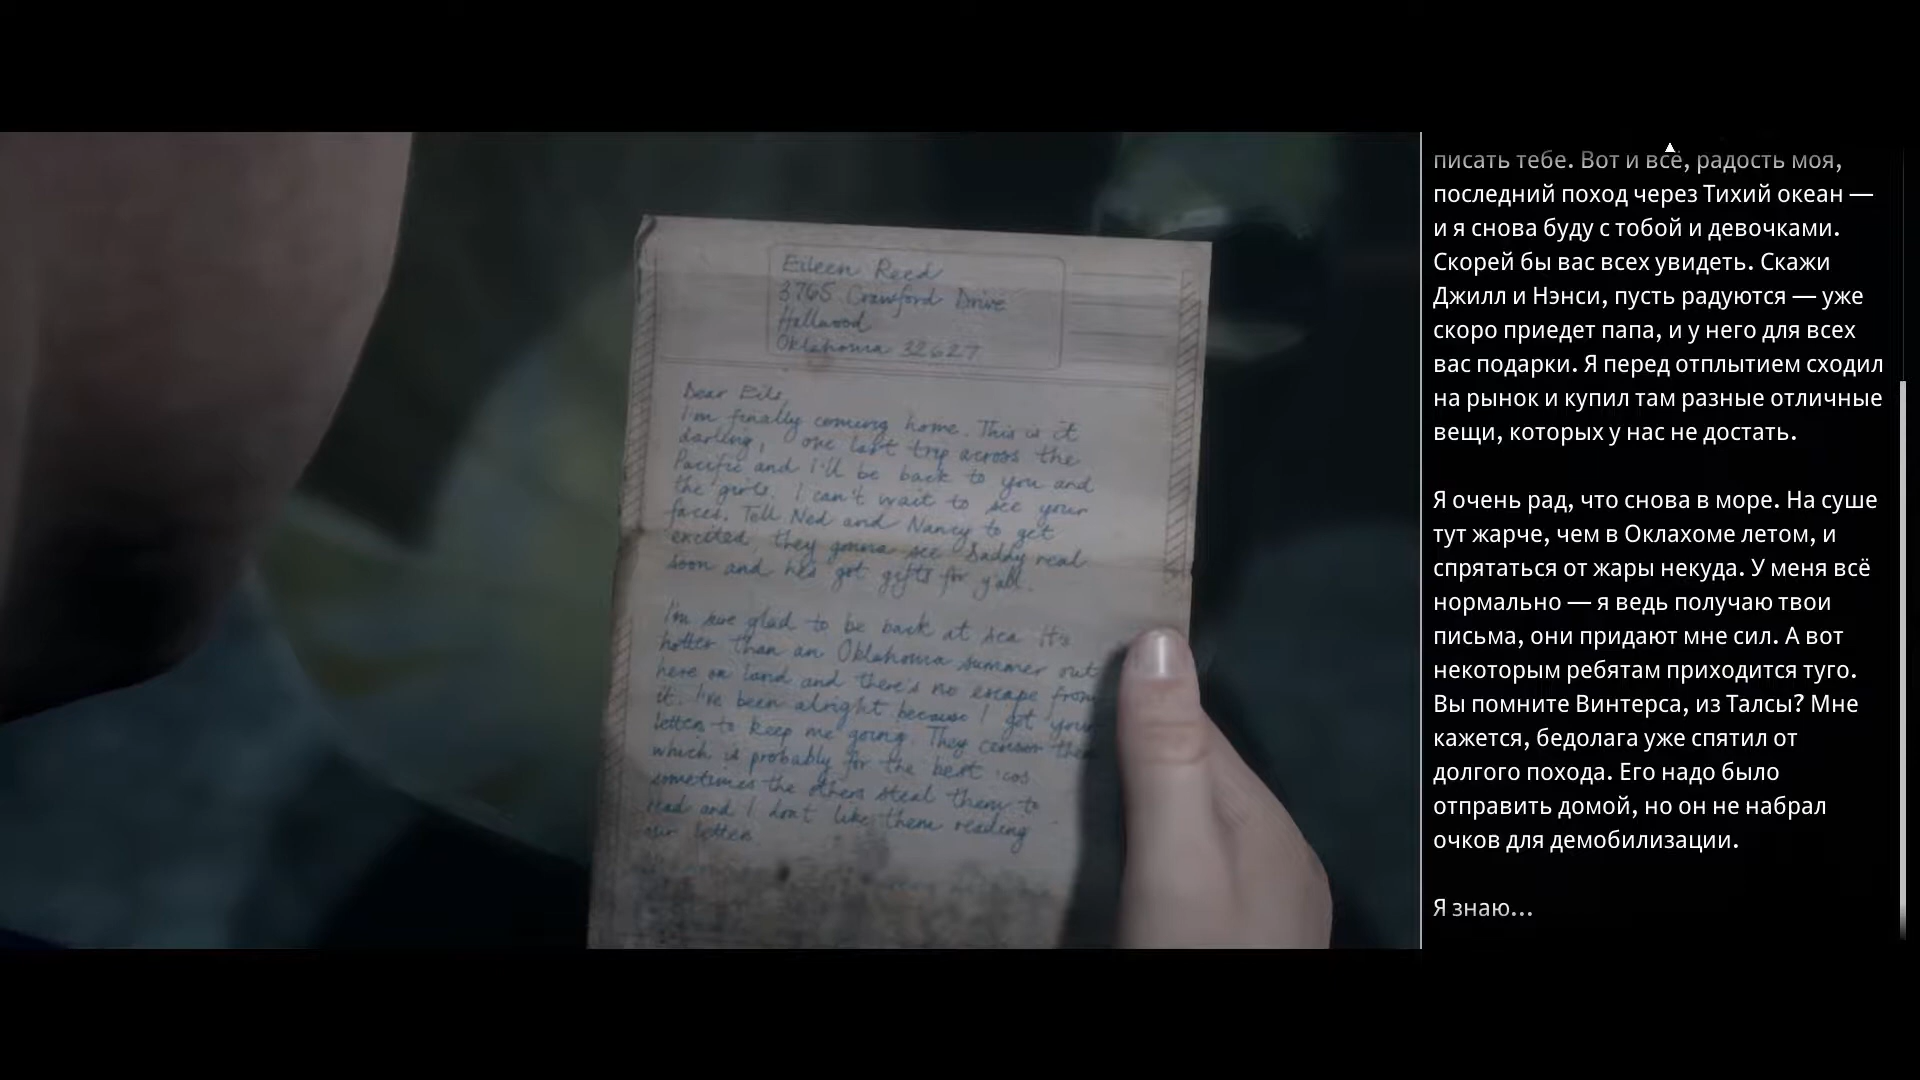 Eileen Reed
3765 Crawford Drive
Hallwood
Oklahoma 32627
Dear Eils,
I'm finally coming home. This is it
darling, one last trip across the
Pacific and I'll be back to you and
the girls. I can't wait to see your
faces. Tell Ned and Nancy to get
excited, they gonna see Daddy real
soon and he's got gifts for y'all.
I'm sure glad to be back at sea. It's
hotter than an Oklahoma summer out
here on land and there's no escape from
it. I've been alright because I got your
letters to keep me going. They censor them
which is probably for the best 'cos
sometimes the others steal them to
read and I don't like them reading
our letters
писать тебе. Вот и всё, радость моя,
последний поход через Тихий океан —
и я снова буду с тобой и девочками.
Скорей бы вас всех увидеть. Скажи
Джилл и Нэнси, пусть радуются — уже
скоро приедет папа, и у него для всех
вас подарки. Я перед отплытием сходил
на рынок и купил там разные отличные
вещи, которых у нас не достать.
Я очень рад, что снова в море. На суше
тут жарче, чем в Оклахоме летом, и
спрятаться от жары некуда. У меня всё
нормально — я ведь получаю твои
письма, они придают мне сил. А вот
некоторым ребятам приходится туго.
Вы помните Винтерса, из Талсы? Мне
кажется, бедолага уже спятил от
долгого похода. Его надо было
отправить домой, но он не набрал
очков для демобилизации.
Я знаю...